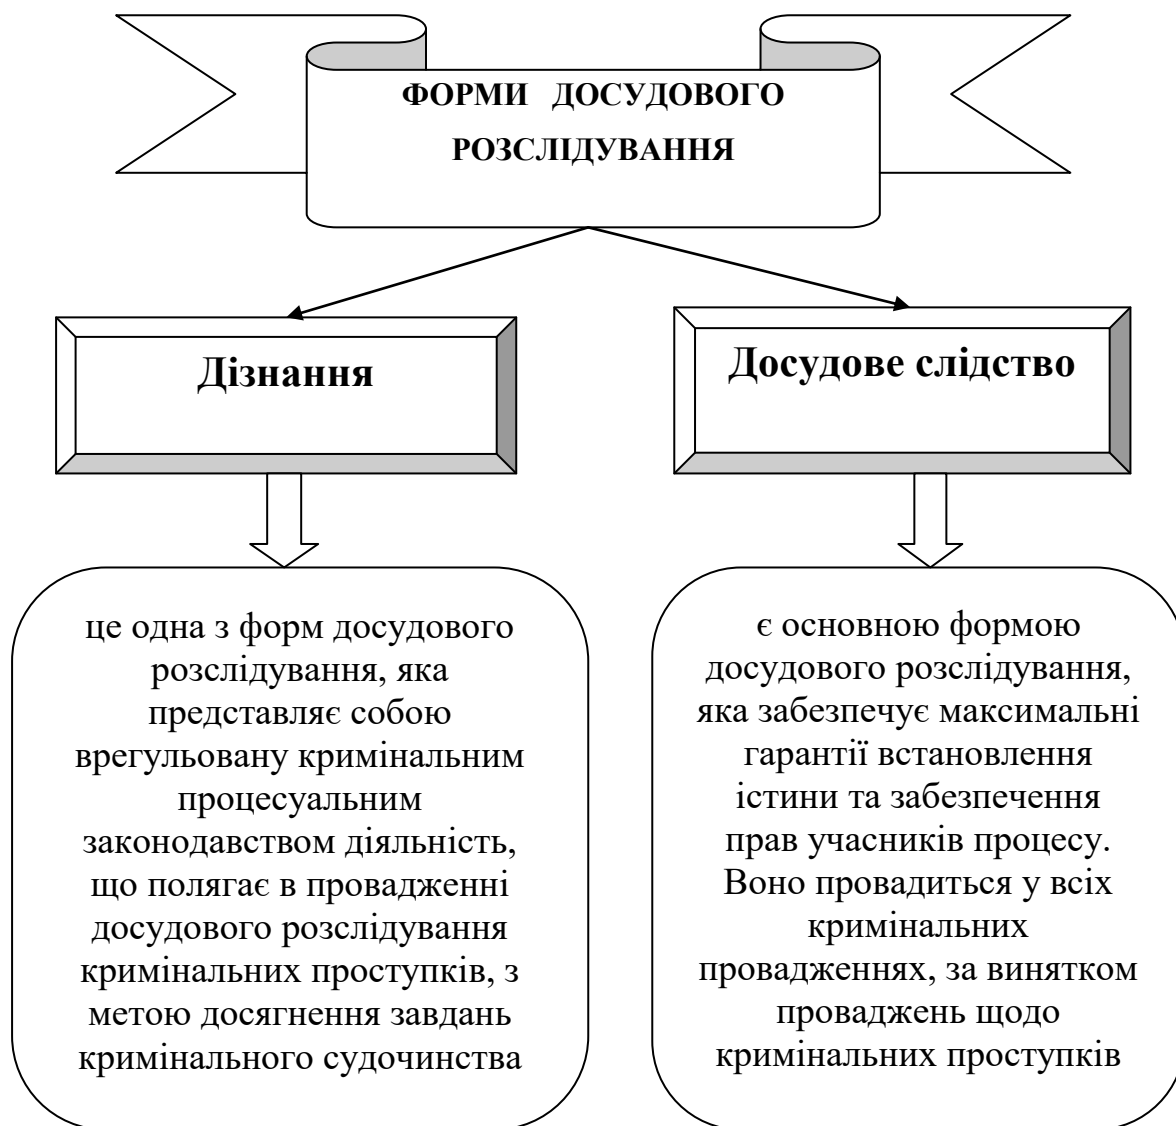 ФОРМИ ДОСУДОВОГО
РОЗСЛІДУВАННЯ
Дізнання
Досудове слідство
це одна з форм досудового
розслідування, яка
представляє собою
врегульовану кримінальним
процесуальним
законодавством діяльність,
що полягає в провадженні
досудового розслідування
кримінальних проступків, з
метою досягнення завдань
кримінального судочинства
є основною формою
досудового розслідування,
яка забезпечує максимальні
гарантії встановлення
істини та забезпечення
прав учасників процесу.
Воно провадиться у всіх
кримінальних
провадженнях, за винятком
проваджень щодо
кримінальних проступків